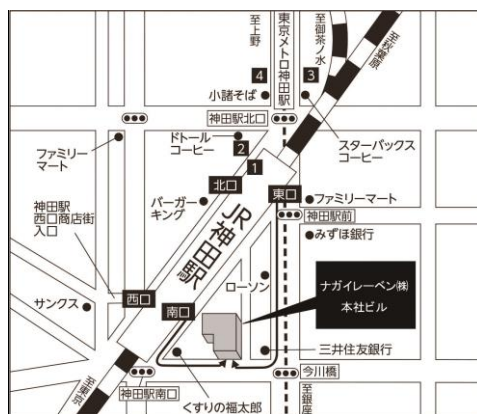 至上野
東京メトロ神田駅
至御茶ノ水
至秋葉原
4
3
小諸そば
神田駅北口
スターバックス
コーヒー
ドトール
コーヒー
2
1
ファミリー
マート
北口
東口
ファミリーマート
神田駅
西口商店街
入口
バーガー
キング
神田駅前
みずほ銀行
JR神田駅
ローソン
ナガイレーベン㈱
本社ビル
サンクス
西口
南口
三井住友銀行
今川橋
至東京
神田駅南口
くすりの福太郎
至銀座